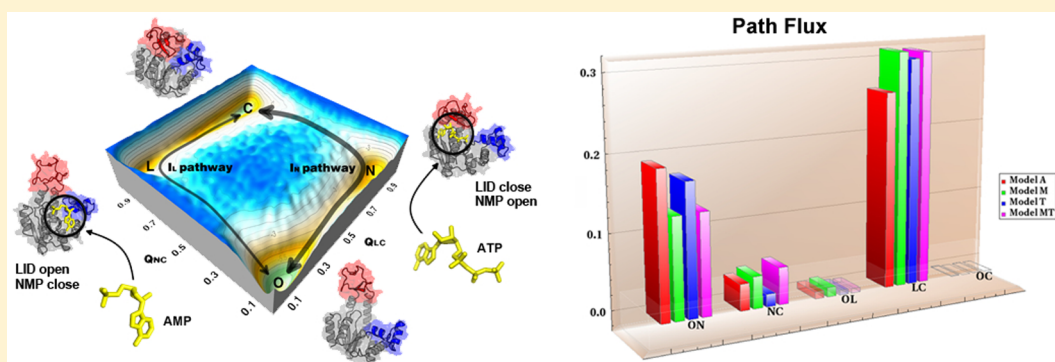 C
L
IL pathway
IN pathway
N
O
0.9
0.7
0.5
0.3
0.1
QNC
0.1
0.3
0.5
0.7
0.9
QLC
LID close
NMP open
LID open
NMP close
ATP
AMP
Path Flux
0.3
0.2
0.1
0.0
ON
NC
OL
LC
OC
Model A
Model M
Model T
Model MT